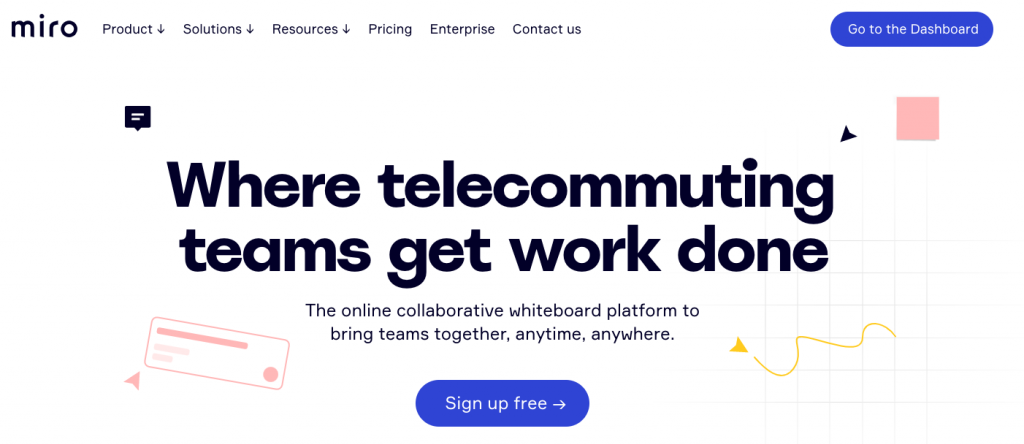 miro Product ↓ Solutions ↓ Resources ↓ Pricing Enterprise Contact us Go to the Dashboard
Where telecommuting
teams get work done
The online collaborative whiteboard platform to
bring teams together, anytime, anywhere.
Sign up free →